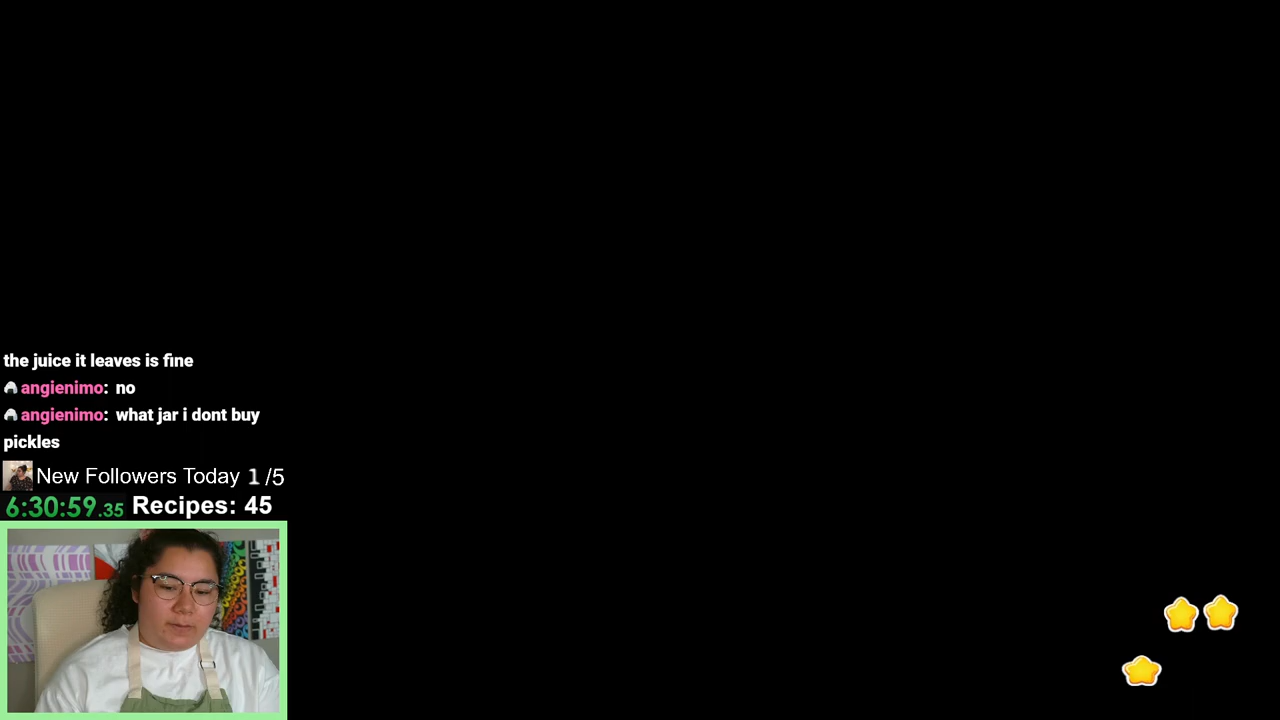 the juice it leaves is fine
angienimo: no
angienimo: what jar i dont buy
pickles
New Followers Today 1 /5
6:30:59.35 Recipes: 45